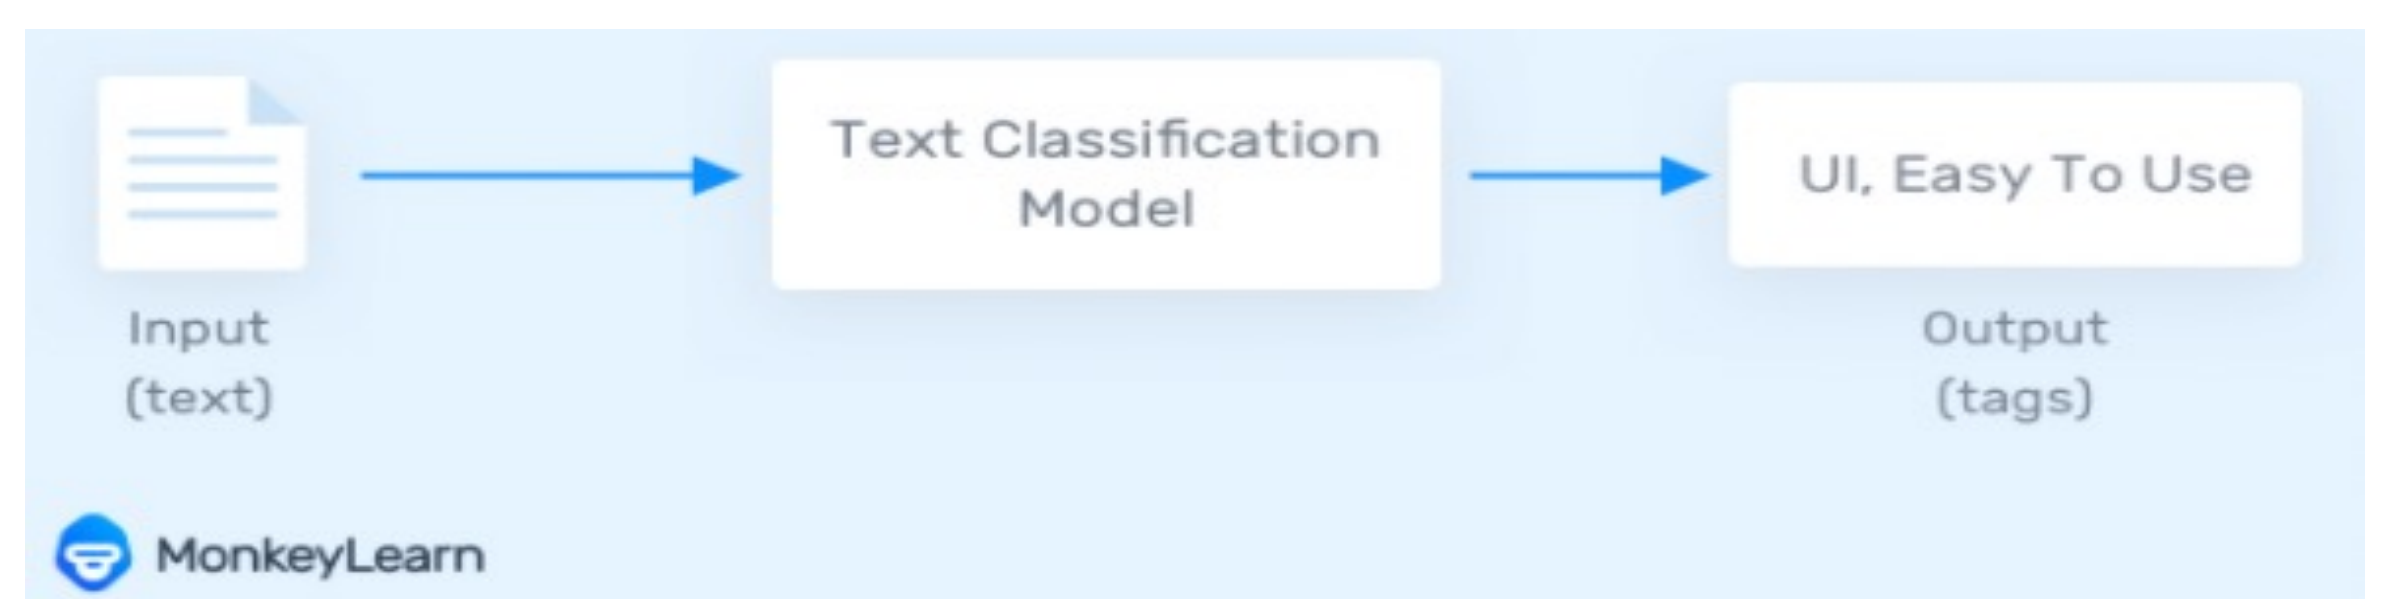 Text Classification
Model
UI, Easy To Use
Input
(text)
Output
(tags)
MonkeyLearn